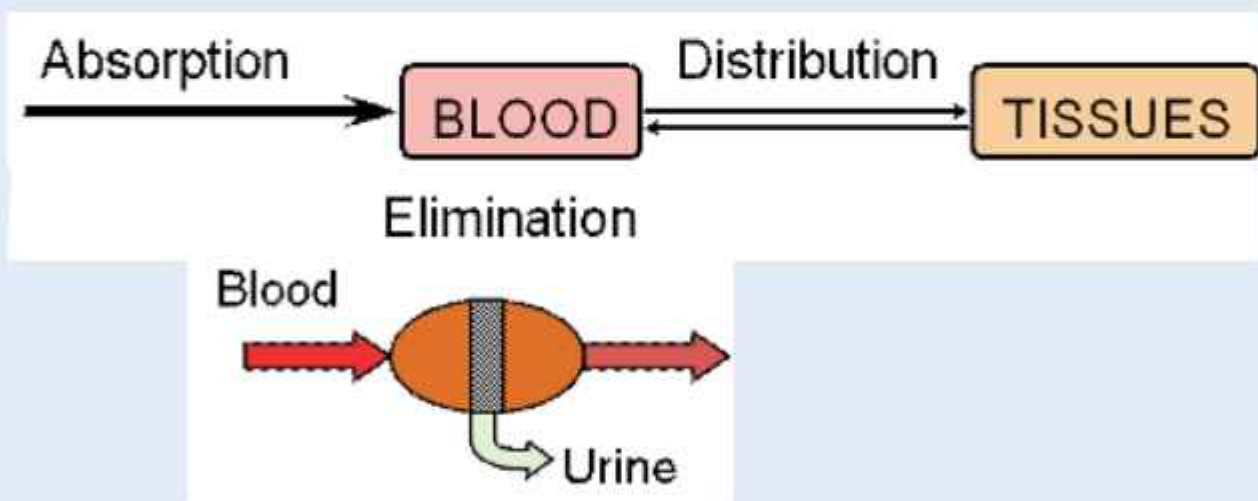 Absorption
Distribution
BLOOD
TISSUES
Elimination
Blood
Urine